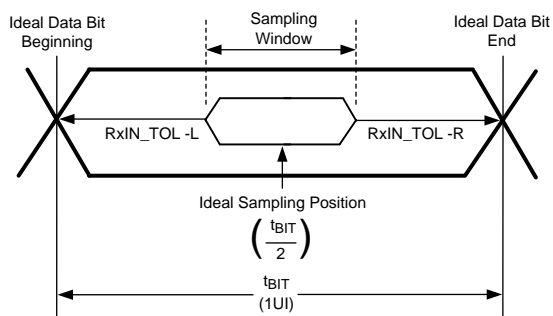 Ideal Data Bit
Beginning
Sampling
Window
Ideal Data Bit
End
RxIN_TOL -L
RxIN_TOL -R
Ideal Sampling Position
(tBIT
2)
tBIT
(1UI)